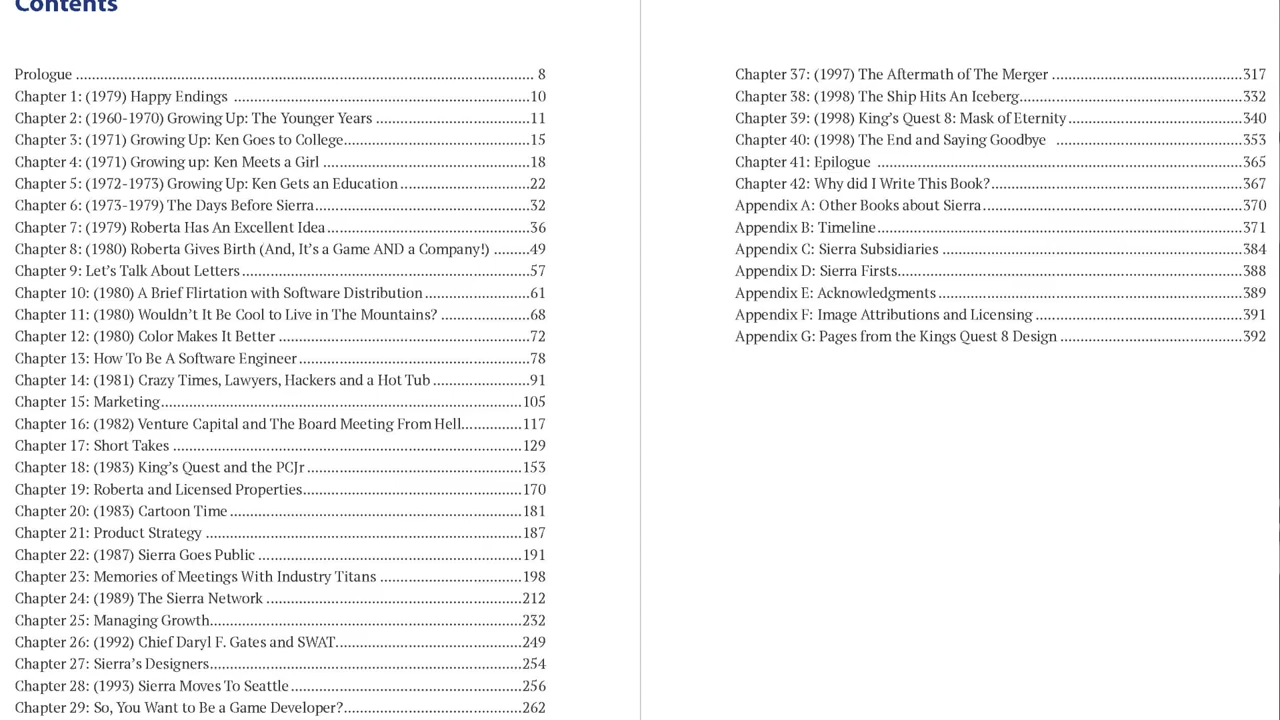 Contents
Prologue ........................................................ 8
Chapter 1: (1979) Happy Endings ........................................................10
Chapter 2: (1960-1970) Growing Up: The Younger Years ........................................................11
Chapter 3: (1971) Growing Up: Ken Goes to College........................................................15
Chapter 4: (1971) Growing up: Ken Meets a Girl ........................................................18
Chapter 5: (1972-1973) Growing Up: Ken Gets an Education........................................................22
Chapter 6: (1973-1979) The Days Before Sierra........................................................32
Chapter 7: (1979) Roberta Has An Excellent Idea........................................................36
Chapter 8: (1980) Roberta Gives Birth (And, It’s a Game AND a Company!) .........49
Chapter 9: Let’s Talk About Letters........................................................57
Chapter 10: (1980) A Brief Flirtation with Software Distribution........................................................61
Chapter 11: (1980) Wouldn’t It Be Cool to Live in The Mountains? ........................................................68
Chapter 12: (1980) Color Makes It Better ........................................................72
Chapter 13: How To Be A Software Engineer........................................................78
Chapter 14: (1981) Crazy Times, Lawyers, Hackers and a Hot Tub........................................................91
Chapter 15: Marketing........................................................105
Chapter 16: (1982) Venture Capital and The Board Meeting From Hell...............117
Chapter 17: Short Takes ........................................................129
Chapter 18: (1983) King’s Quest and the PCJr........................................................153
Chapter 19: Roberta and Licensed Properties........................................................170
Chapter 20: (1983) Cartoon Time........................................................181
Chapter 21: Product Strategy ........................................................187
Chapter 22: (1987) Sierra Goes Public ........................................................191
Chapter 23: Memories of Meetings With Industry Titans ........................................................198
Chapter 24: (1989) The Sierra Network ........................................................212
Chapter 25: Managing Growth........................................................232
Chapter 26: (1992) Chief Daryl F. Gates and SWAT........................................................249
Chapter 27: Sierra’s Designers........................................................254
Chapter 28: (1993) Sierra Moves To Seattle........................................................256
Chapter 29: So, You Want to Be a Game Developer?........................................................262
Chapter 37: (1997) The Aftermath of The Merger ........................................................317
Chapter 38: (1998) The Ship Hits An Iceberg........................................................332
Chapter 39: (1998) King’s Quest 8: Mask of Eternity........................................................340
Chapter 40: (1998) The End and Saying Goodbye ........................................................353
Chapter 41: Epilogue ........................................................365
Chapter 42: Why did I Write This Book?........................................................367
Appendix A: Other Books about Sierra........................................................370
Appendix B: Timeline........................................................371
Appendix C: Sierra Subsidiaries ........................................................384
Appendix D: Sierra Firsts........................................................388
Appendix E: Acknowledgments........................................................389
Appendix F: Image Attributions and Licensing ........................................................391
Appendix G: Pages from the Kings Quest 8 Design ........................................................392